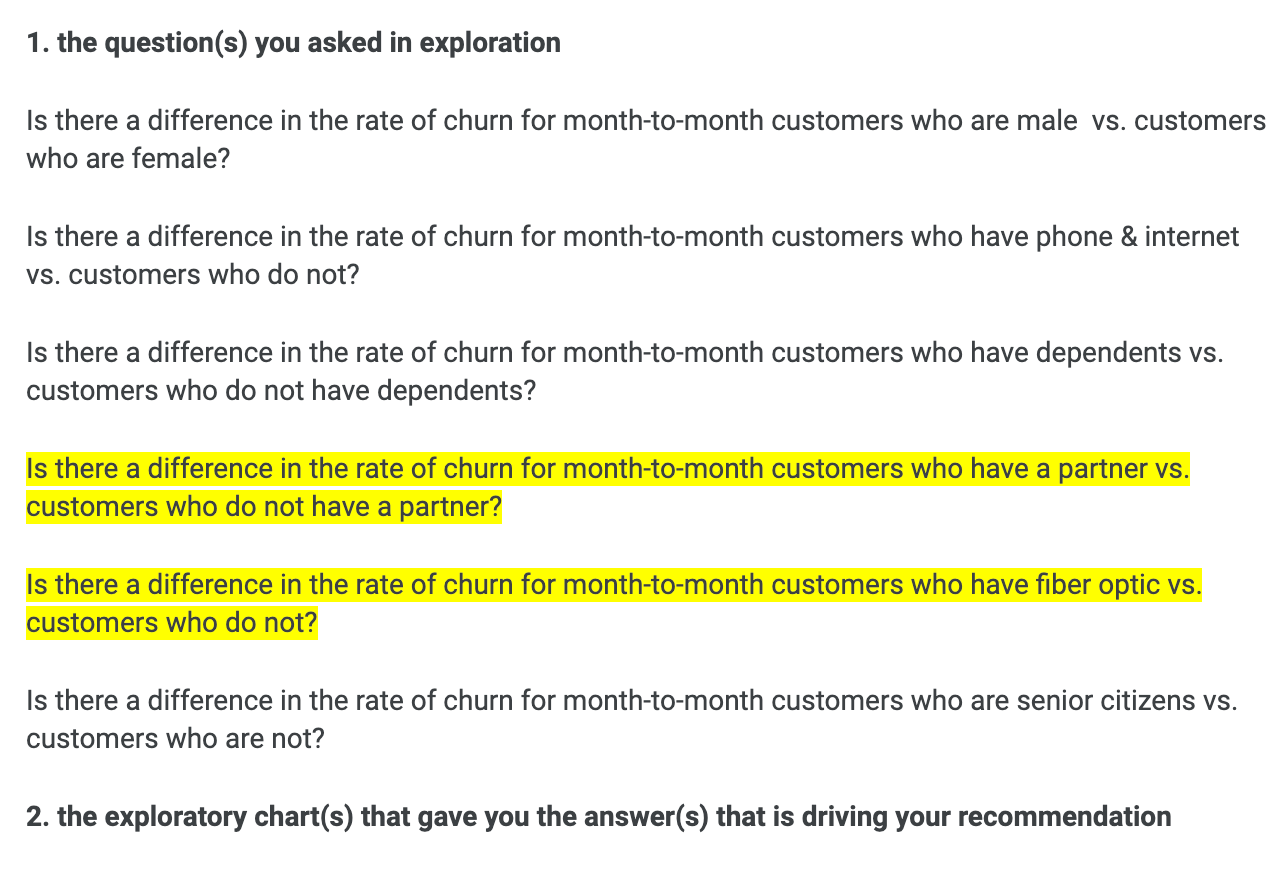 1. the question(s) you asked in exploration
Is there a difference in the rate of churn for month-to-month customers who are male  vs. customers
who are female?
Is there a difference in the rate of churn for month-to-month customers who have phone & internet
vs. customers who do not?
Is there a difference in the rate of churn for month-to-month customers who have dependents vs.
customers who do not have dependents?
Is there a difference in the rate of churn for month-to-month customers who have a partner vs.
customers who do not have a partner?
Is there a difference in the rate of churn for month-to-month customers who have fiber optic vs.
customers who do not?
Is there a difference in the rate of churn for month-to-month customers who are senior citizens vs.
customers who are not?
2. the exploratory chart(s) that gave you the answer(s) that is driving your recommendation